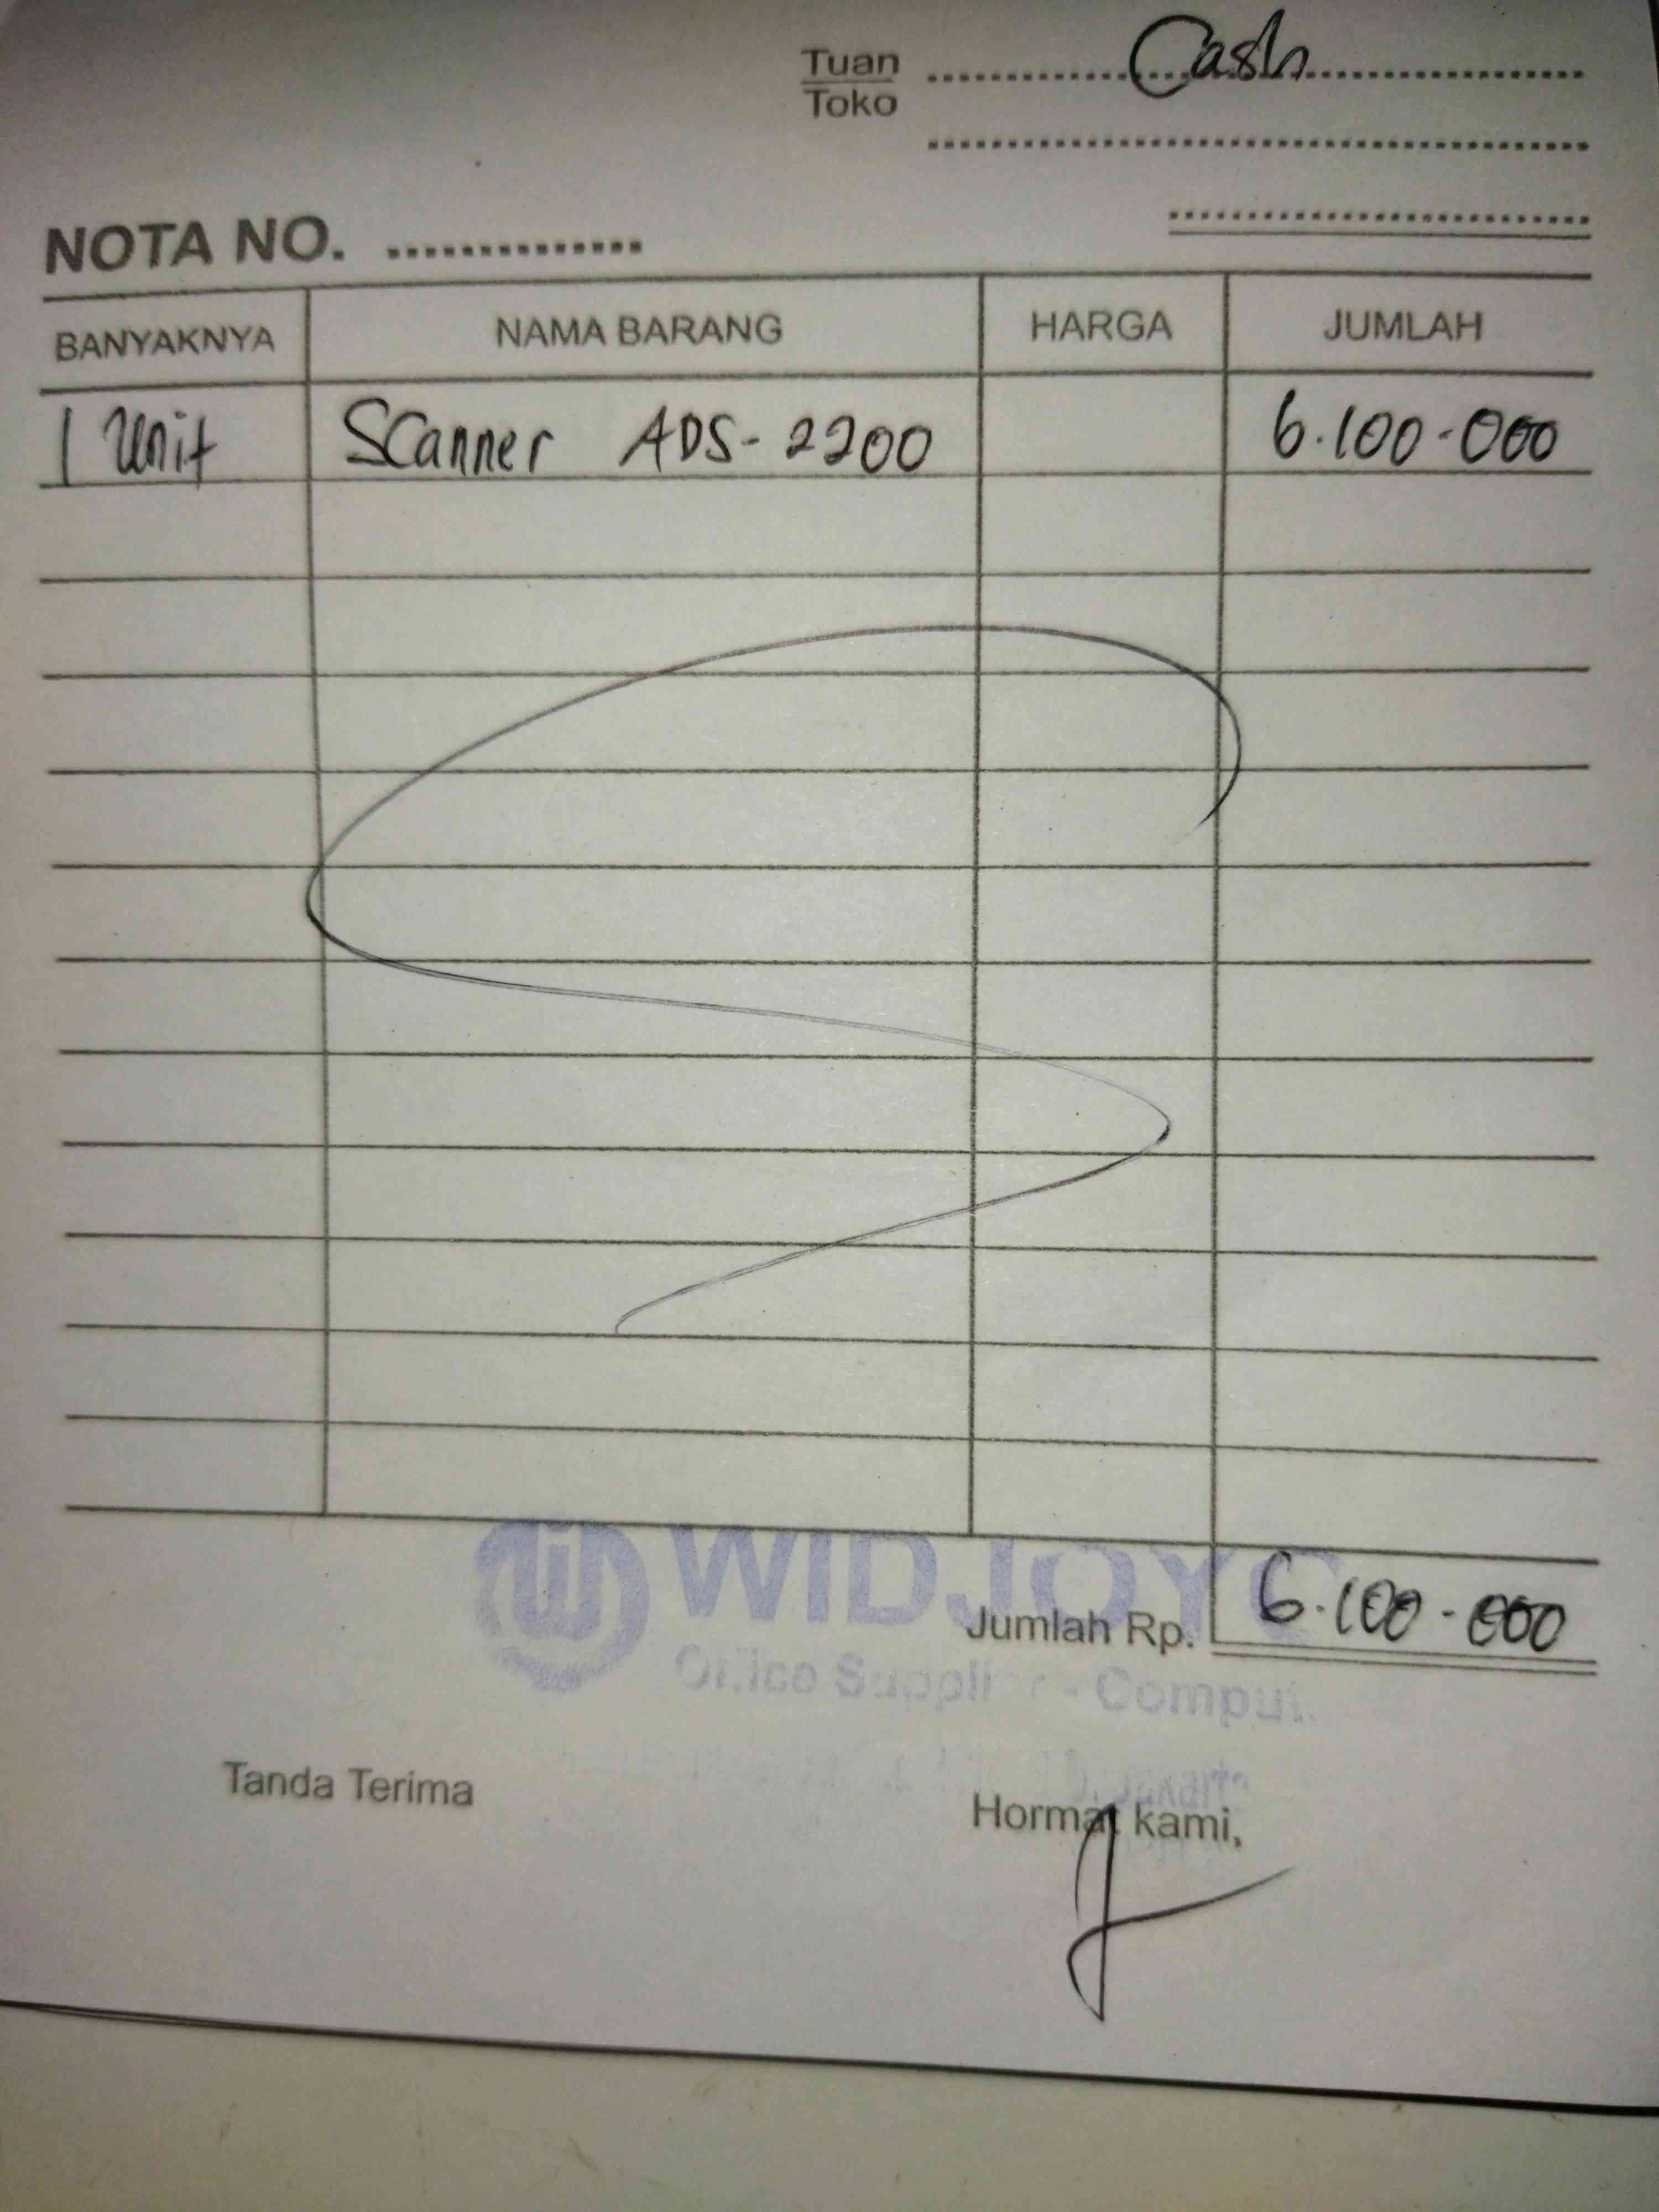 Tuan Cash
Toko
NOTA NO.
BANYAKNYA NAMA BARANG HARGA JUMLAH
1 Unit Scanner ADS-2200 6.100-000
WIDJOYO
Jumlah Rp. 6.100-000
Office Supplier - Comput
Jakarta
Tanda Terima Hormat kami,